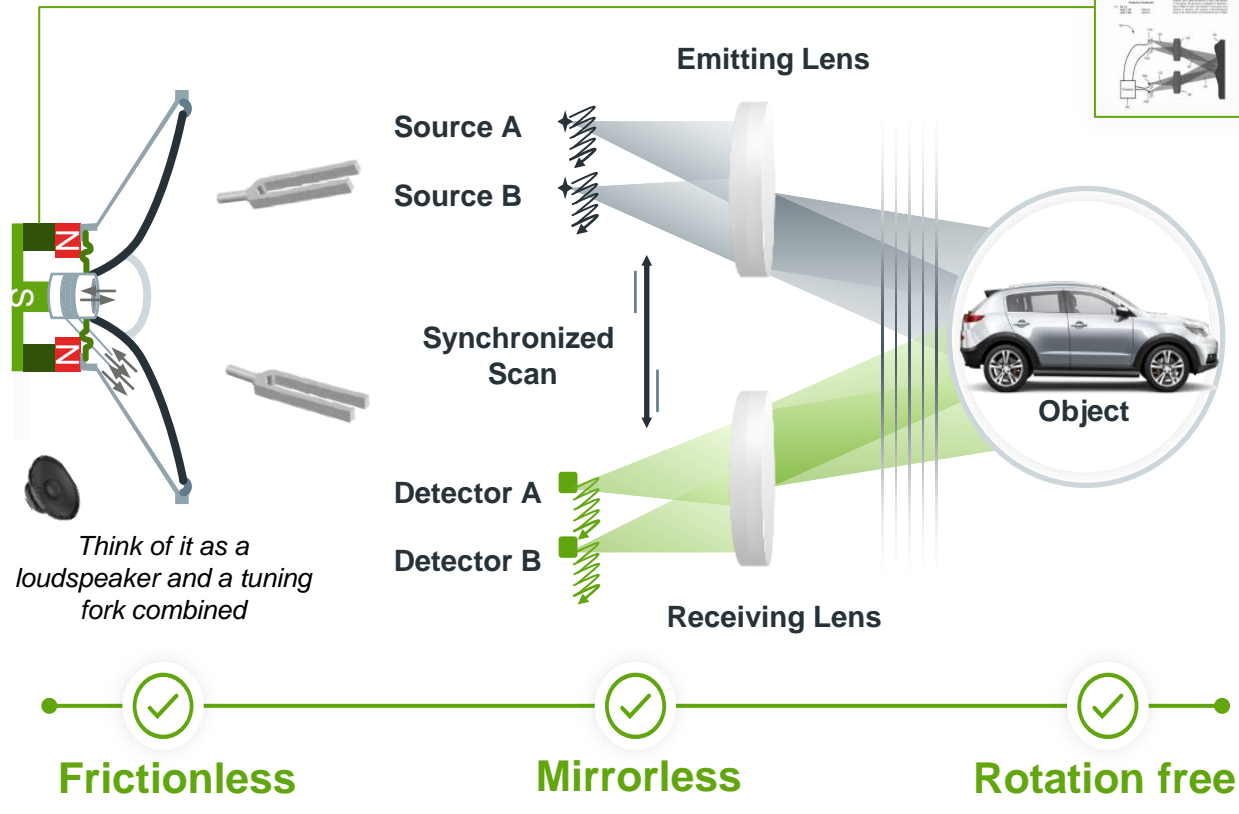 Emitting Lens
Source A
Source B
N
S
N
Synchronized
Scan
Object
Detector A
Detector B
Think of it as a
loudspeaker and a tuning
fork combined
Receiving Lens
Frictionless
Mirrorless
Rotation free